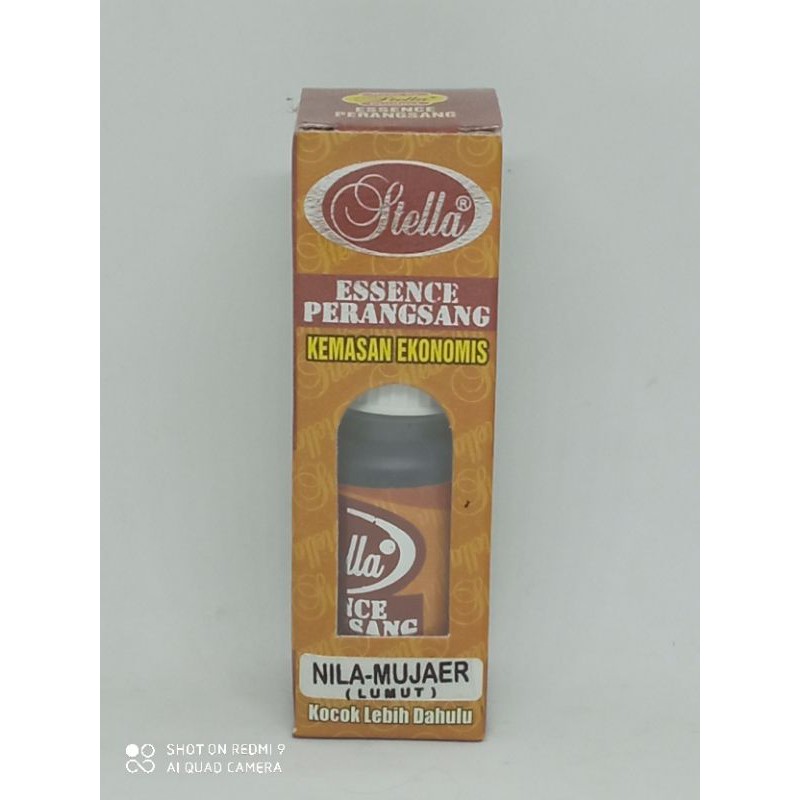 Stella
ESSENCE
PERANGSANG
Stella®
ESSENCE
PERANGSANG
KEMASAN EKONOMIS
lla
NCE
SANG
NILA-MUJAER
(LUMUT)
Kocok Lebih Dahulu
SHOT ON REDMI 9
AI QUAD CAMERA